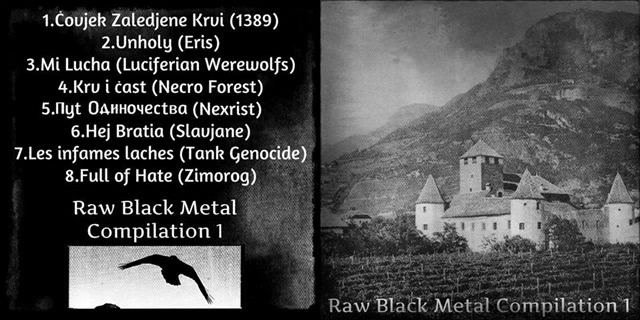 1.Čovjek Zaledjene Krvi (1389)
2.Unholy (Eris)
3.Mi Lucha (Luciferian Werewolfs)
4.Krv i čast (Necro Forest)
5.Пуt Одиночества (Nexrist)
6.Hej Bratia (Slavjane)
7.Les infames laches (Tank Genocide)
8.Full of Hate (Zimorog)
Raw Black Metal
Compilation 1
Raw Black Metal Compilation 1